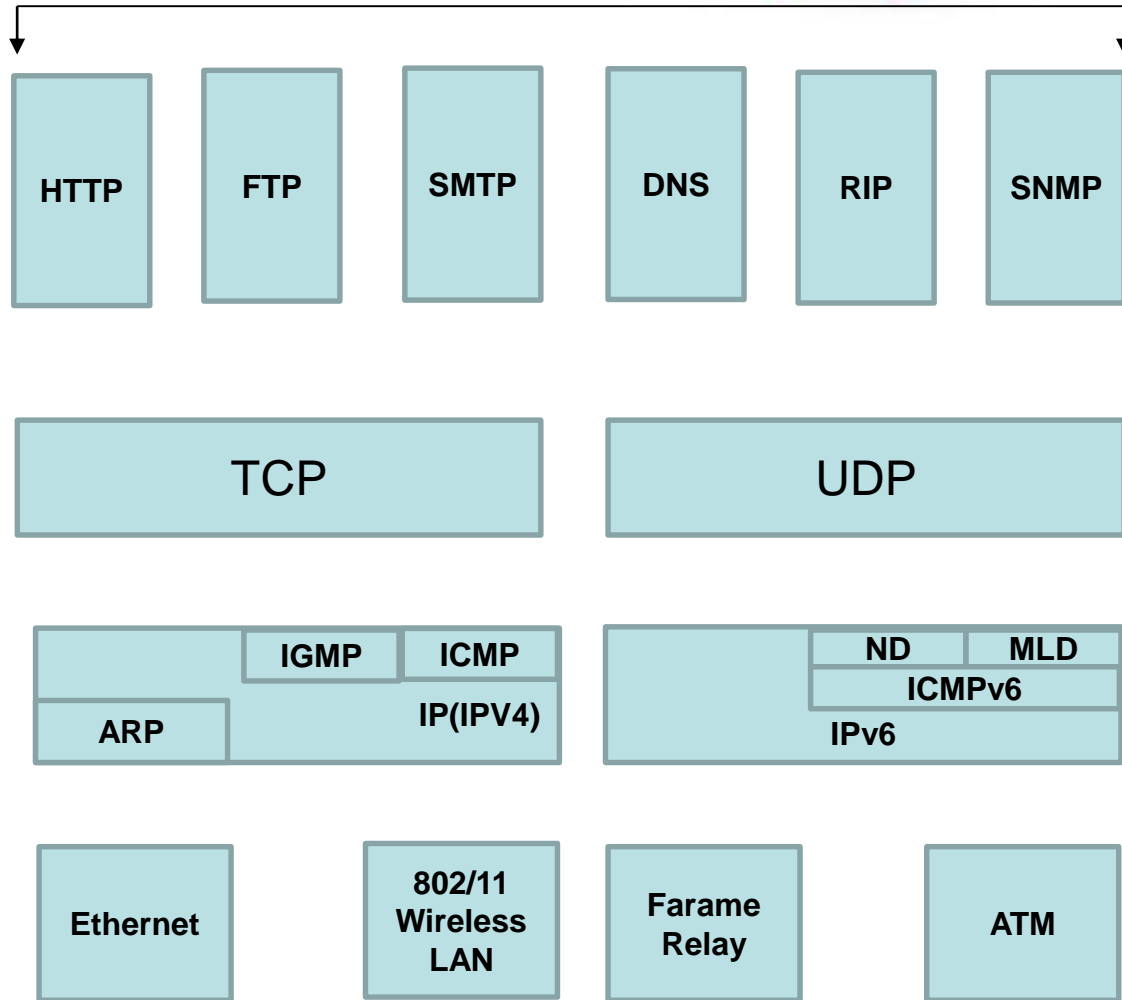 HTTP
FTP
SMTP
DNS
RIP
SNMP
TCP
UDP
IGMP
ICMP
ARP
IP(IPV4)
ND
MLD
ICMPv6
IPv6
Ethernet
802/11
Wireless
LAN
Farame
Relay
ATM